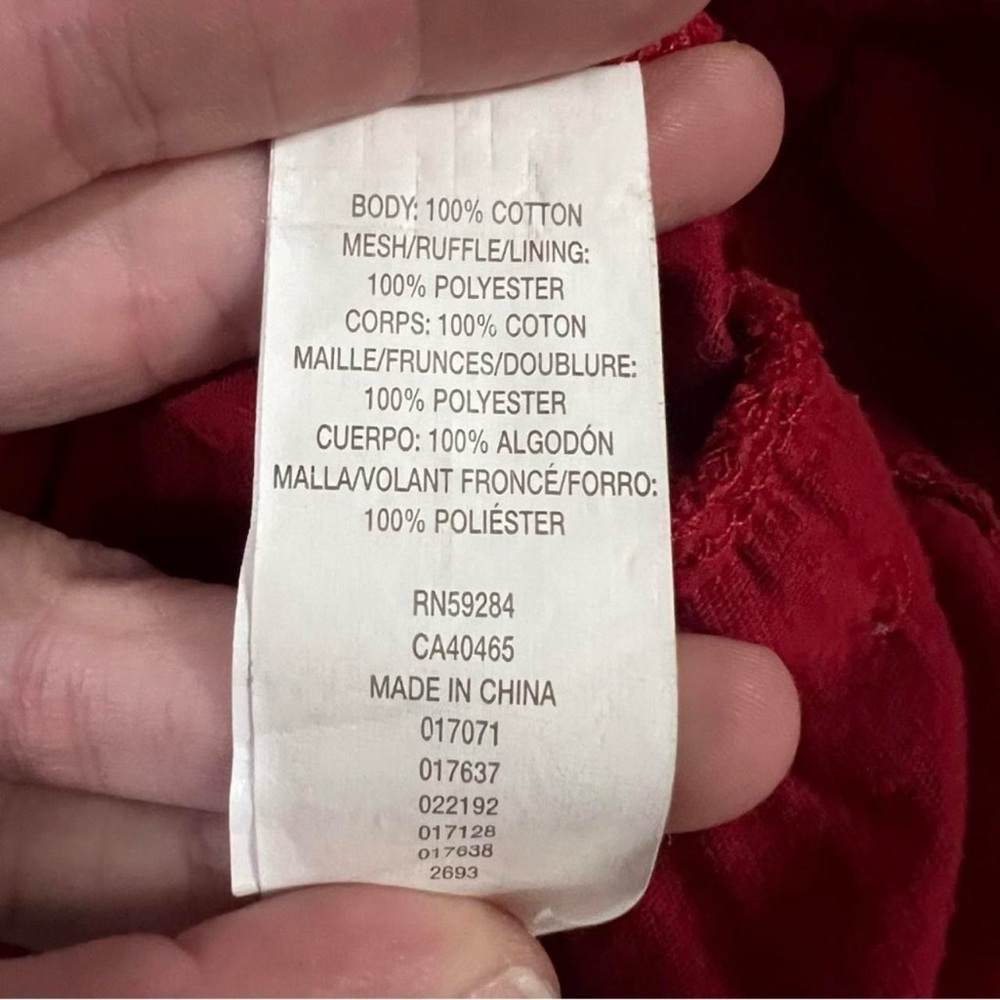 BODY: 100% COTTON
MESH/RUFFLE/LINING:
100% POLYESTER
CORPS: 100% COTON
MAILLE/FRUNCES/DOUBLURE:
100% POLYESTER
CUERPO: 100% ALGODÓN
MALLA/VOLANT FRONCÉ/FORRO:
100% POLIÉSTER
RN59284
CA40465
MADE IN CHINA
017071
017637
022192
017128
017638
2693